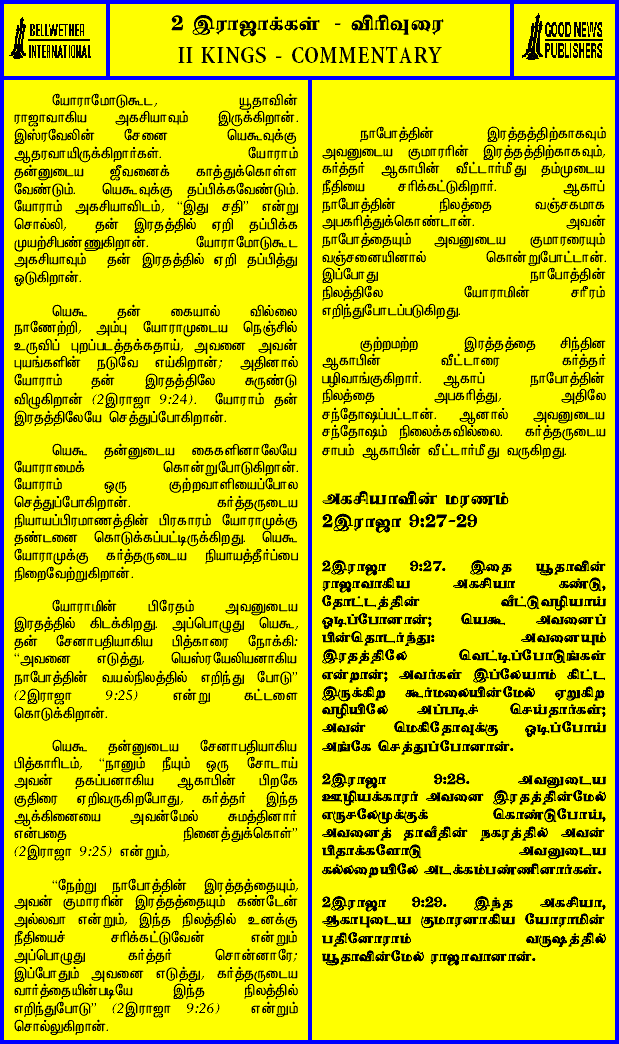 BELLWETHER
INTERNATIONAL
2 இராஜாக்கள் - விரிவுரை
II KINGS - COMMENTARY
GOOD NEWS
PUBLISHERS
யோராமோடுகூட, யூதாவின்
ராஜாவாகிய அகசியாவும் இருக்கிறான்.
இஸ்ரவேலின் சேனை யெகூவுக்கு
ஆதரவாயிருக்கிறார்கள். யோராம்
தன்னுடைய ஜீவனைக் காத்துக்கொள்ள
வேண்டும். யெகூவுக்கு தப்பிக்கவேண்டும்.
யோராம் அகசியாவிடம், “இது சதி” என்று
சொல்லி, தன் இரதத்தில் ஏறி தப்பிக்க
முயற்சிபண்ணுகிறான். யோராமோடுகூட
அகசியாவும் தன் இரதத்தில் ஏறி தப்பித்து
ஓடுகிறான்.
யெகூ தன் கையால் வில்லை
நாணேற்றி, அம்பு யோராமுடைய நெஞ்சில்
உருவிப் புறப்படத்தக்கதாய், அவனை அவன்
புயங்களின் நடுவே எய்கிறான்; அதினால்
யோராம் தன் இரதத்திலே சுருண்டு
விழுகிறான் (2இராஜா 9:24). யோராம் தன்
இரதத்திலேயே செத்துப்போகிறான்.
யெகூ தன்னுடைய கைகளினாலேயே
யோராமைக் கொன்றுபோடுகிறான்.
யோராம் ஒரு குற்றவாளியைப்போல
செத்துப்போகிறான். கர்த்தருடைய
நியாயப்பிரமாணத்தின் பிரகாரம் யோராமுக்கு
தண்டனை கொடுக்கப்பட்டிருக்கிறது. யெகூ
யோராமுக்கு கர்த்தருடைய நியாயத்தீர்ப்பை
நிறைவேற்றுகிறான்.
யோராமின் பிரேதம் அவனுடைய
இரதத்தில் கிடக்கிறது. அப்பொழுது யெகூ,
தன் சேனாபதியாகிய பித்காரை நோக்கி:
“அவனை எடுத்து, யெஸ்ரயேலியனாகிய
நாபோத்தின் வயல்நிலத்தில் எறிந்து போடு”
(2இராஜா 9:25) என்று கட்டளை
கொடுக்கிறான்.
யெகூ தன்னுடைய சேனாபதியாகிய
பித்காரிடம், “நானும் நீயும் ஒரு சோடாய்
அவன் தகப்பனாகிய ஆகாபின் பிறகே
குதிரை ஏறிவருகிறபோது, கர்த்தர் இந்த
ஆக்கினையை அவன்மேல் சுமத்தினார்
என்பதை நினைத்துக்கொள்”
(2இராஜா 9:25) என்றும்,
“நேற்று நாபோத்தின் இரத்தத்தையும்,
அவன் குமாரரின் இரத்தத்தையும் கண்டேன்
அல்லவா என்றும், இந்த நிலத்தில் உனக்கு
நீதியைச் சரிக்கட்டுவேன் என்றும்
அப்பொழுது கர்த்தர் சொன்னாரே;
இப்போதும் அவனை எடுத்து, கர்த்தருடைய
வார்த்தையின்படியே இந்த நிலத்தில்
எறிந்துபோடு” (2இராஜா 9:26) என்றும்
சொல்லுகிறான்.
நாபோத்தின் இரத்தத்திற்காகவும்
அவனுடைய குமாரரின் இரத்தத்திற்காகவும்,
கர்த்தர் ஆகாபின் வீட்டார்மீது தம்முடைய
நீதியை சரிக்கட்டுகிறார். ஆகாப்
நாபோத்தின் நிலத்தை வஞ்சகமாக
அபகரித்துக்கொண்டான். அவன்
நாபோத்தையும் அவனுடைய குமாரரையும்
வஞ்சனையினால் கொன்றுபோட்டான்.
இப்போது நாபோத்தின்
நிலத்திலே யோராமின் சரீரம்
எறிந்துபோடப்படுகிறது.
குற்றமற்ற இரத்தத்தை சிந்தின
ஆகாபின் வீட்டாரை கர்த்தர்
பழிவாங்குகிறார். ஆகாப் நாபோத்தின்
நிலத்தை அபகரித்து, அதிலே
சந்தோஷப்பட்டான். ஆனால் அவனுடைய
சந்தோஷம் நிலைக்கவில்லை. கர்த்தருடைய
சாபம் ஆகாபின் வீட்டார்மீது வருகிறது.
அகசியாவின் மரணம்
2இராஜா 9:27-29
2இராஜா 9:27. இதை யூதாவின்
ராஜாவாகிய அகசியா கண்டு,
தோட்டத்தின் வீட்டுவழியாய்
ஓடிப்போனான்; யெகூ அவனைப்
பின்தொடர்ந்து: அவனையும்
இரதத்திலே வெட்டிப்போடுங்கள்
என்றான்; அவர்கள் இப்லேயாம் கிட்ட
இருக்கிற கூர்மலையின்மேல் ஏறுகிற
வழியிலே அப்படிச் செய்தார்கள்;
அவன் மெகிதோவுக்கு ஓடிப்போய்
அங்கே செத்துப்போனான்.
2இராஜா 9:28. அவனுடைய
ஊழியக்காரர் அவனை இரதத்தின்மேல்
எருசலேமுக்குக் கொண்டுபோய்,
அவனைத் தாவீதின் நகரத்தில் அவன்
பிதாக்களோடு அவனுடைய
கல்லறையிலே அடக்கம்பண்ணினார்கள்.
2இராஜா 9:29. இந்த அகசியா,
ஆகாபுடைய குமாரனாகிய யோராமின்
பதினோராம் வருஷத்தில்
யூதாவின்மேல் ராஜாவானான்.